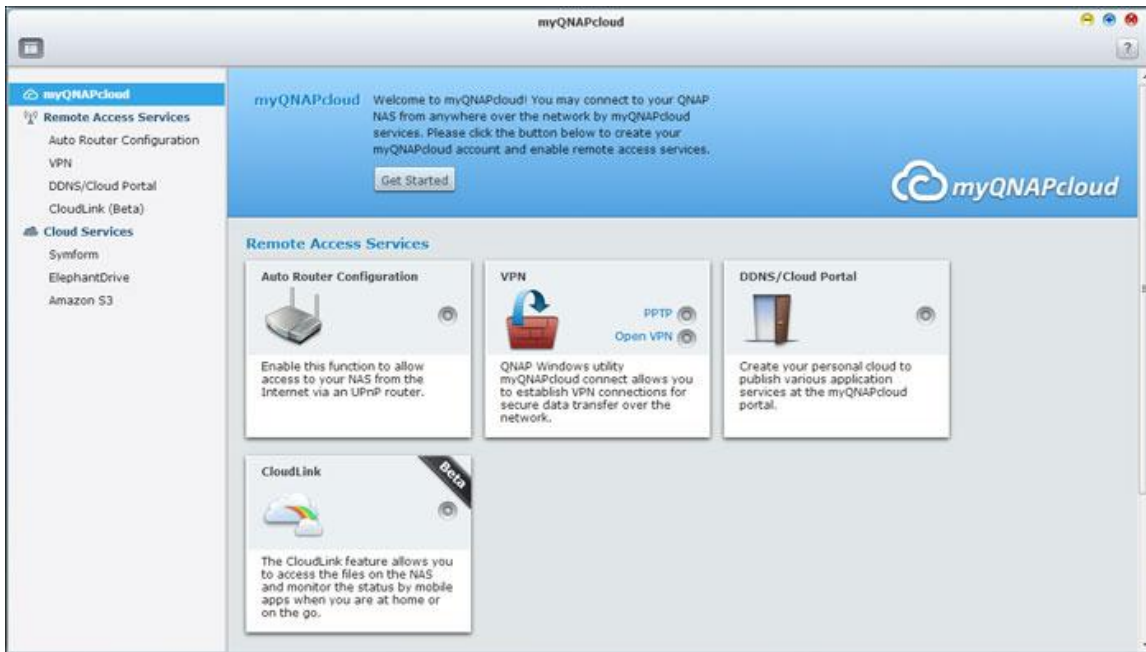 myQNAPcloud
?
myQNAPcloud
Remote Access Services
Auto Router Configuration
VPN
DDNS/Cloud Portal
CloudLink (Beta)
Cloud Services
Symform
ElephantDrive
Amazon S3
myQNAPcloud
Welcome to myQNAPcloud! You may connect to your QNAP
NAS from anywhere over the network by myQNAPcloud
services. Please click the button below to create your
myQNAPcloud account and enable remote access services.
Get Started
myQNAPcloud
Remote Access Services
Auto Router Configuration
Enable this function to allow
access to your NAS from the
Internet via an UPnP router.
VPN
PPTP
Open VPN
QNAP Windows utility
myQNAPcloud connect allows you
to establish VPN connections for
secure data transfer over the
network.
DDNS/Cloud Portal
Create your personal cloud to
publish various application
services at the myQNAPcloud
portal.
CloudLink
Beta
The CloudLink feature allows you
to access the files on the NAS
and monitor the status by mobile
apps when you are at home or
on the go.